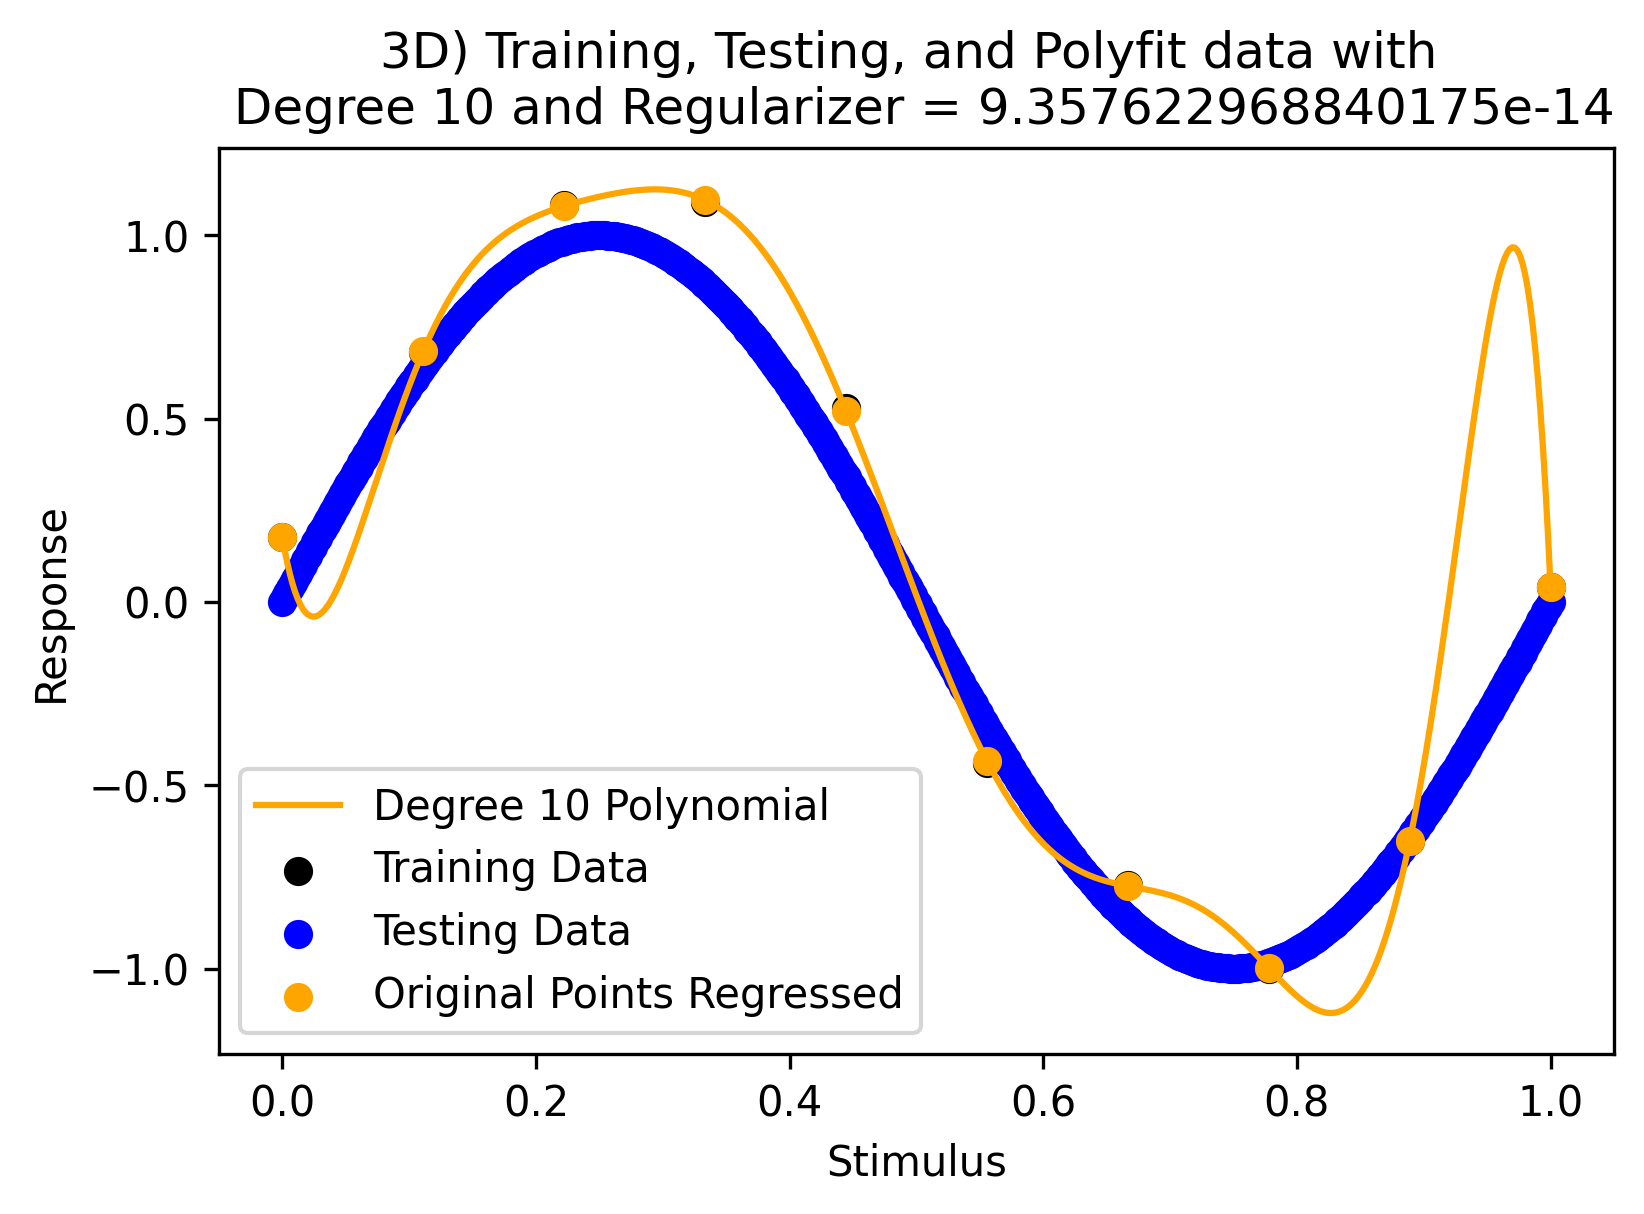 3D) Training, Testing, and Polyfit data with
Degree 10 and Regularizer = 9.357622968840175e-14
1.0
0.5
0.0
−0.5
−1.0
Response
Degree 10 Polynomial
Training Data
Testing Data
Original Points Regressed
0.0 0.2 0.4 0.6 0.8 1.0
Stimulus